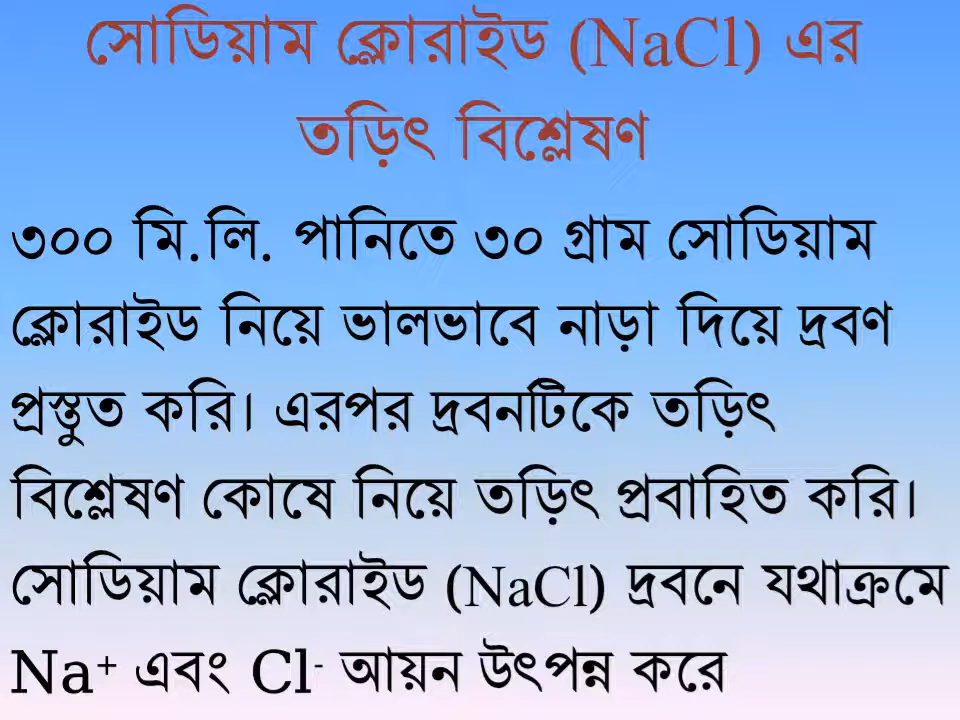 সোডিয়াম ক্লোরাইড (NaCl) এর
তড়িৎ বিশ্লেষণ
৩০০ মি.লি. পানিতে ৩০ গ্রাম সোডিয়াম
ক্লোরাইড নিয়ে ভালভাবে নাড়া দিয়ে দ্রবণ
প্রস্তুত করি। এরপর দ্রবনটিকে তড়িৎ
বিশ্লেষণ কোষে নিয়ে তড়িৎ প্রবাহিত করি।
সোডিয়াম ক্লোরাইড (NaCl) দ্রবনে যথাক্রমে
Na⁺ এবং Cl⁻ আয়ন উৎপন্ন করে